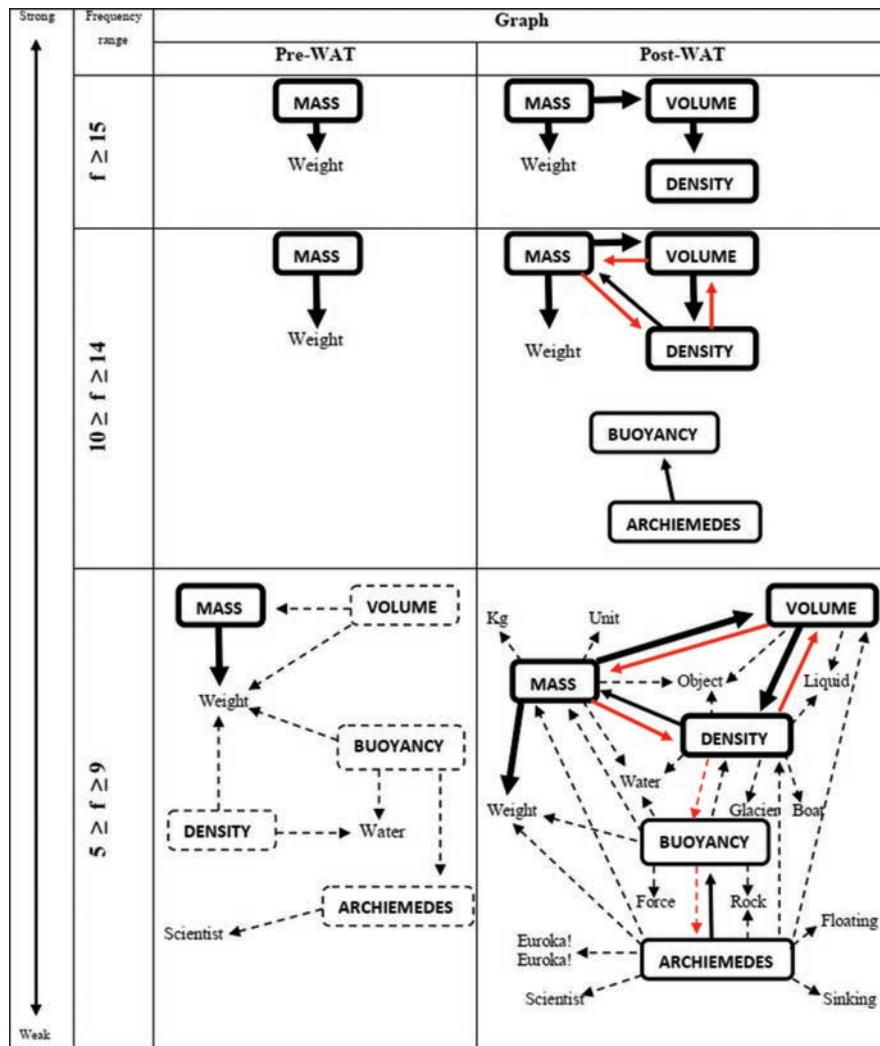 Strong
Frequency
range
Graph
Pre-WAT
Post-WAT
f ≥ 15
MASS
Weight
MASS
VOLUME
Weight
DENSITY
10 ≥ f ≥ 14
MASS
Weight
MASS
VOLUME
Weight
DENSITY
BUOYANCY
ARCHIEMEDES
5 ≥ f ≥ 9
MASS
VOLUME
Weight
BUOYANCY
DENSITY
Water
ARCHIEMEDES
Scientist
Kg
Unit
VOLUME
MASS
Object
Liquid
DENSITY
Water
Weight
Glacier
Boat
BUOYANCY
Force
Rock
Floating
Euroka!
Euroka!
ARCHIEMEDES
Scientist
Sinking
Weak